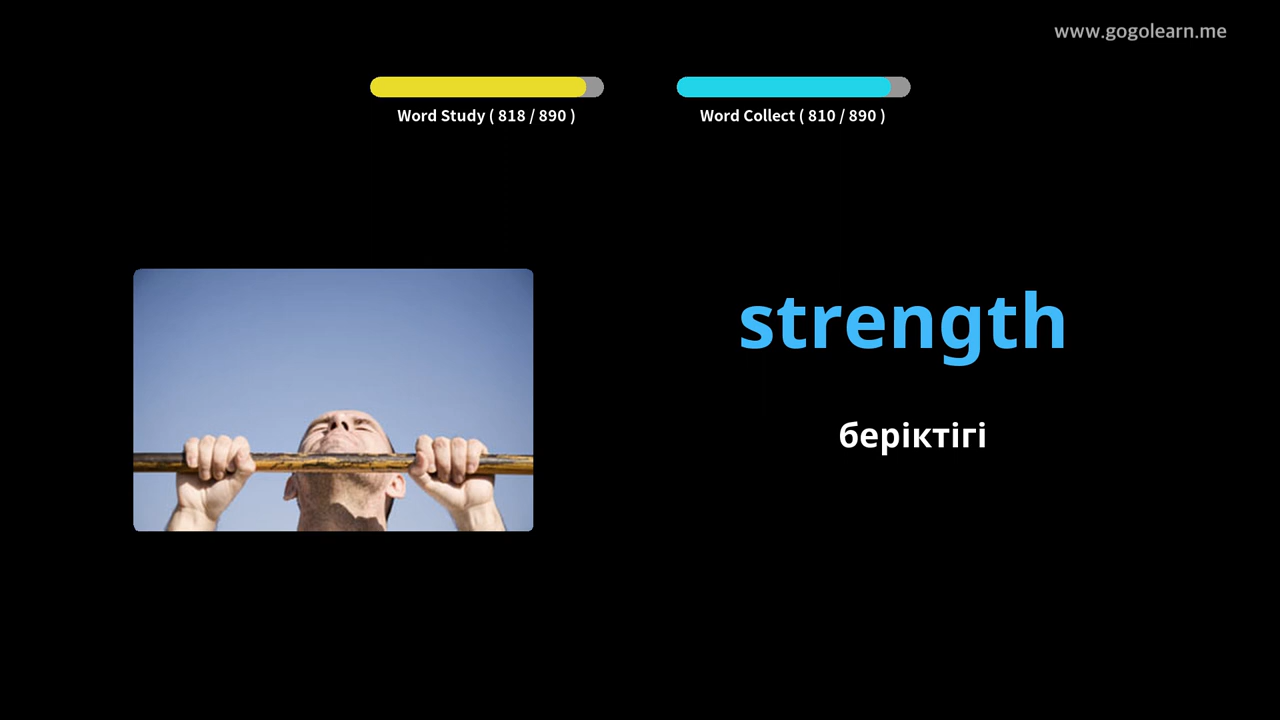 www.gogolearn.me
Word Study ( 818 / 890 )
Word Collect ( 810 / 890 )
strength
беріктігі